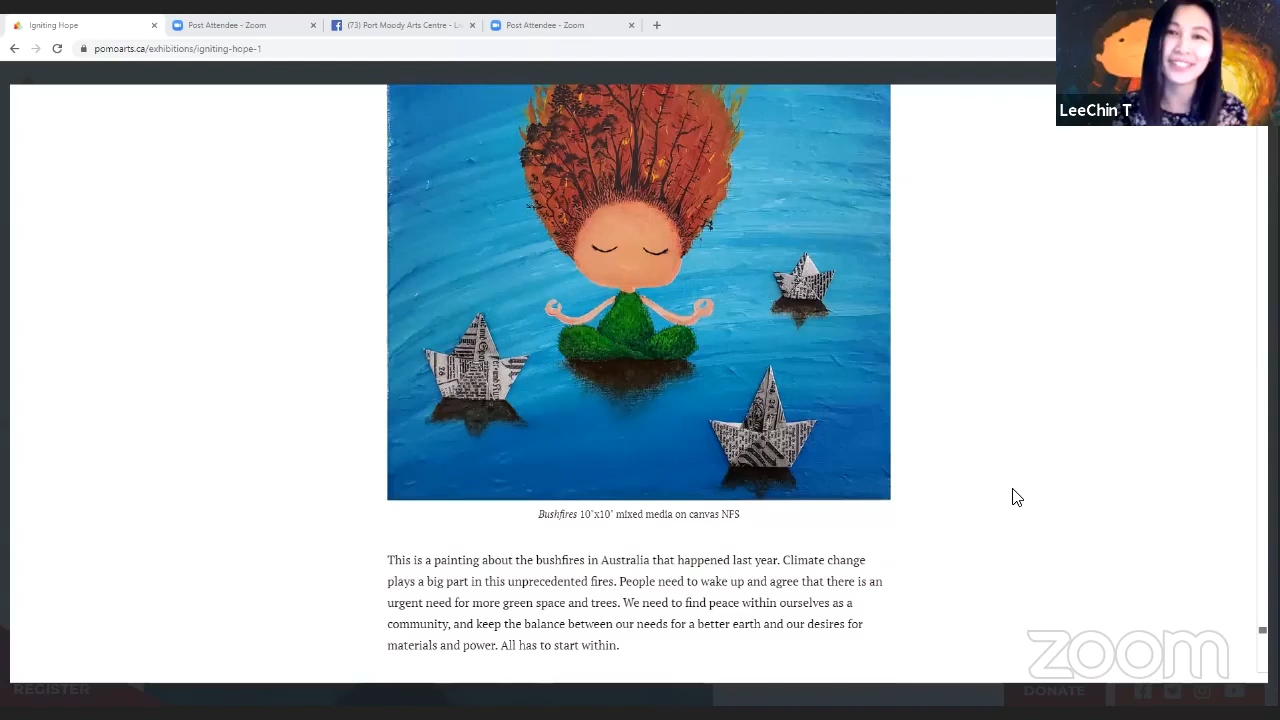 Igniting Hope
Post Attendee - Zoom
(73) Port Moody Arts Centre - L
Post Attendee - Zoom
pomoarts.ca/exhibitions/igniting-hope-1
LeeChin T
Bushfires 10"x10" mixed media on canvas NFS
This is a painting about the bushfires in Australia that happened last year. Climate change
plays a big part in this unprecedented fires. People need to wake up and agree that there is an
urgent need for more green space and trees. We need to find peace within ourselves as a
community, and keep the balance between our needs for a better earth and our desires for
materials and power. All has to start within.
zoom
REGISTER
DONATE